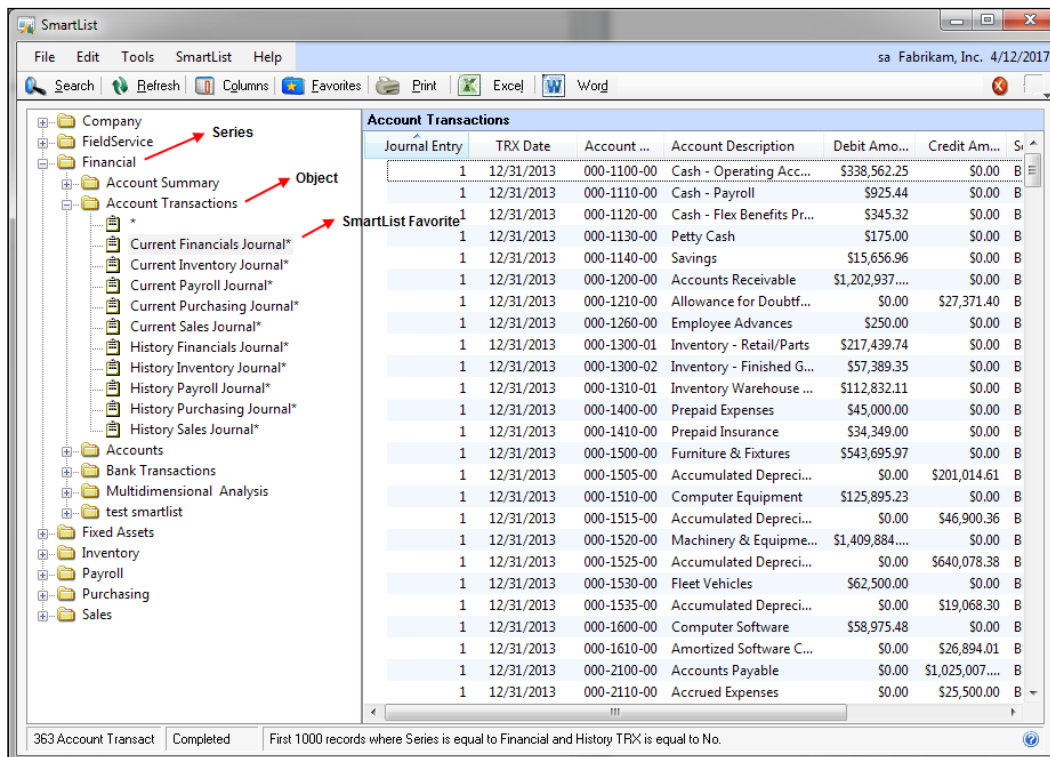 SmartList
File Edit Tools SmartList Help sa Fabrikam, Inc. 4/12/2017
Search Refresh Columns Favorites Print Excel Word
Company
FieldService
Series
Financial
Account Summary
Object
Account Transactions
*
SmartList Favorite
Current Financials Journal*
Current Inventory Journal*
Current Payroll Journal*
Current Purchasing Journal*
Current Sales Journal*
History Financials Journal*
History Inventory Journal*
History Payroll Journal*
History Purchasing Journal*
History Sales Journal*
Accounts
Bank Transactions
Multidimensional Analysis
test smartlist
Fixed Assets
Inventory
Payroll
Purchasing
Sales
Account Transactions
Journal Entry TRX Date Account ... Account Description Debit Amo... Credit Am...
1 12/31/2013 000-1100-00 Cash - Operating Acc... $338,562.25 $0.00 B
1 12/31/2013 000-1110-00 Cash - Payroll $925.44 $0.00 B
1 12/31/2013 000-1120-00 Cash - Flex Benefits Pr... $345.32 $0.00 B
1 12/31/2013 000-1130-00 Petty Cash $175.00 $0.00 B
1 12/31/2013 000-1140-00 Savings $15,656.96 $0.00 B
1 12/31/2013 000-1200-00 Accounts Receivable $1,202,937.... $0.00 B
1 12/31/2013 000-1210-00 Allowance for Doubtf... $0.00 $27,371.40 B
1 12/31/2013 000-1260-00 Employee Advances $250.00 $0.00 B
1 12/31/2013 000-1300-01 Inventory - Retail/Parts $217,439.74 $0.00 B
1 12/31/2013 000-1300-02 Inventory - Finished G... $57,389.35 $0.00 B
1 12/31/2013 000-1310-01 Inventory Warehouse ... $112,832.11 $0.00 B
1 12/31/2013 000-1400-00 Prepaid Expenses $45,000.00 $0.00 B
1 12/31/2013 000-1410-00 Prepaid Insurance $34,349.00 $0.00 B
1 12/31/2013 000-1500-00 Furniture & Fixtures $543,695.97 $0.00 B
1 12/31/2013 000-1505-00 Accumulated Depreci... $0.00 $201,014.61 B
1 12/31/2013 000-1510-00 Computer Equipment $125,895.23 $0.00 B
1 12/31/2013 000-1515-00 Accumulated Depreci... $0.00 $46,900.36 B
1 12/31/2013 000-1520-00 Machinery & Equipme... $1,409,884.... $0.00 B
1 12/31/2013 000-1525-00 Accumulated Depreci... $0.00 $640,078.38 B
1 12/31/2013 000-1530-00 Fleet Vehicles $62,500.00 $0.00 B
1 12/31/2013 000-1535-00 Accumulated Depreci... $0.00 $19,068.30 B
1 12/31/2013 000-1600-00 Computer Software $58,975.48 $0.00 B
1 12/31/2013 000-1610-00 Amortized Software C... $0.00 $26,894.01 B
1 12/31/2013 000-2100-00 Accounts Payable $0.00 $1,025,007.... B
1 12/31/2013 000-2110-00 Accrued Expenses $0.00 $25,500.00 B
363 Account Transact Completed First 1000 records where Series is equal to Financial and History TRX is equal to No.